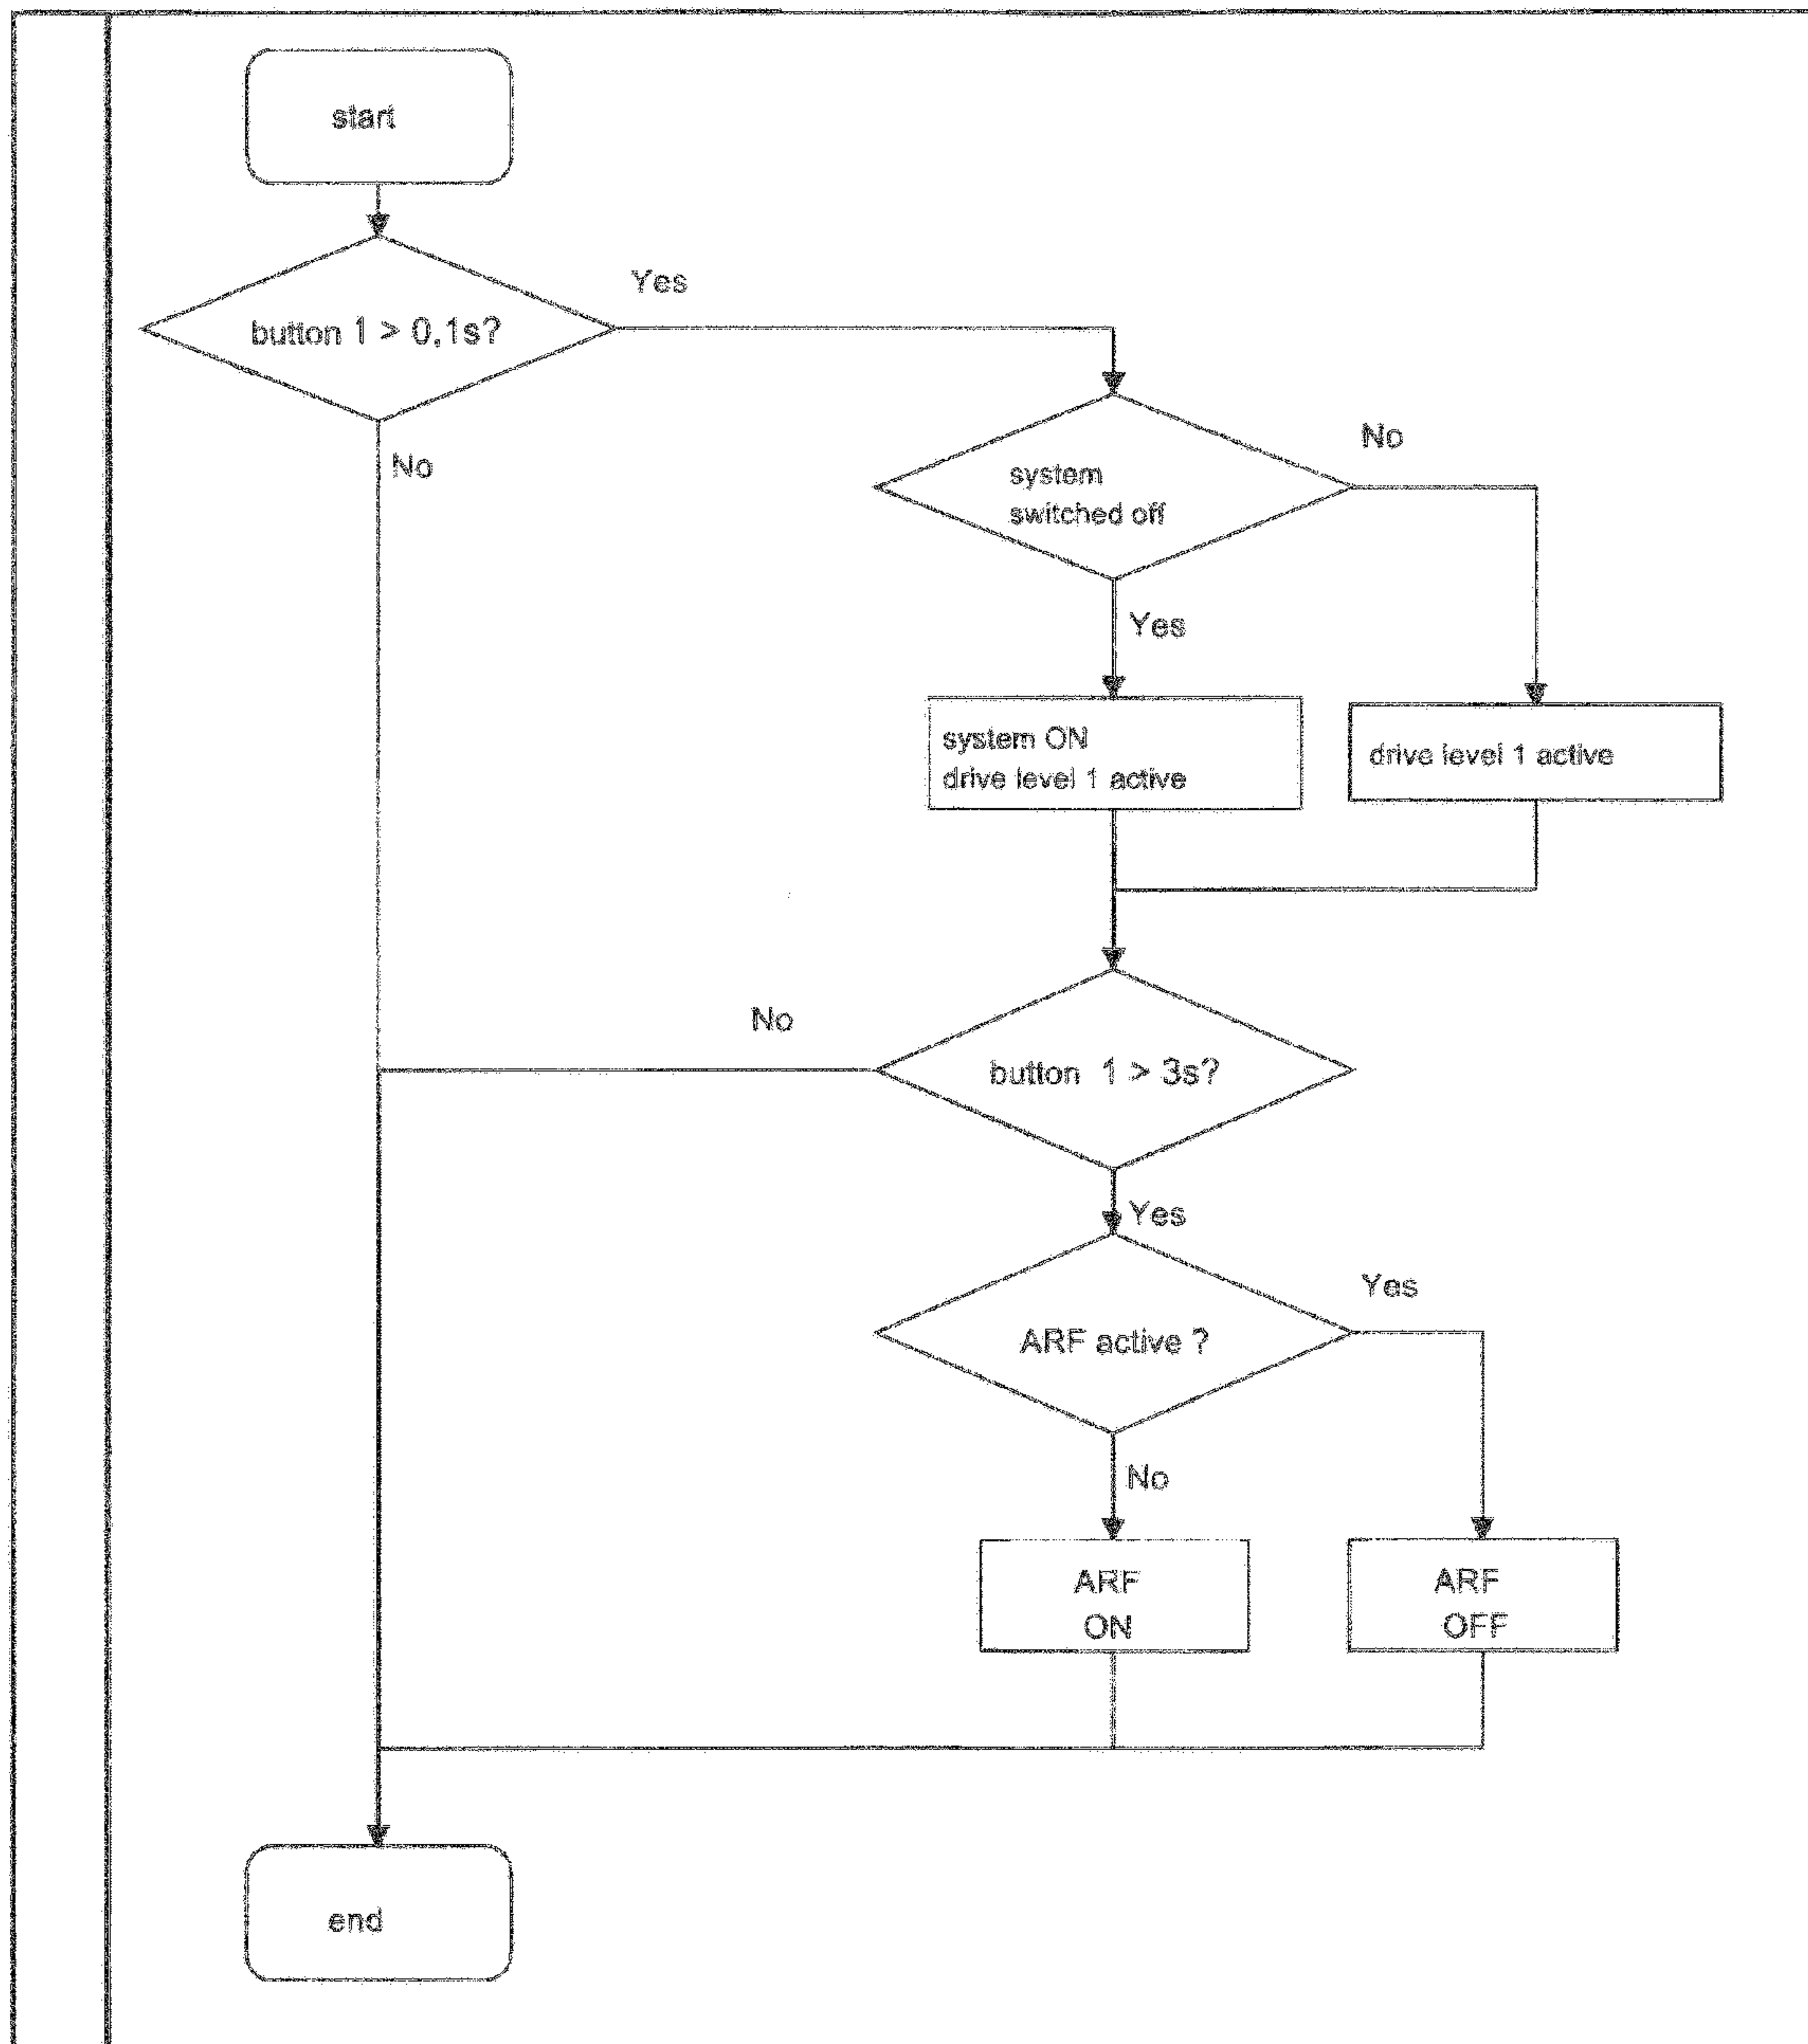 start
button 1 > 0,1s?
Yes
No
system
switched off
No
Yes
system ON
drive level 1 active
drive level 1 active
button 1 > 3s?
No
Yes
ARF active ?
Yes
No
ARF
ON
ARF
OFF
end